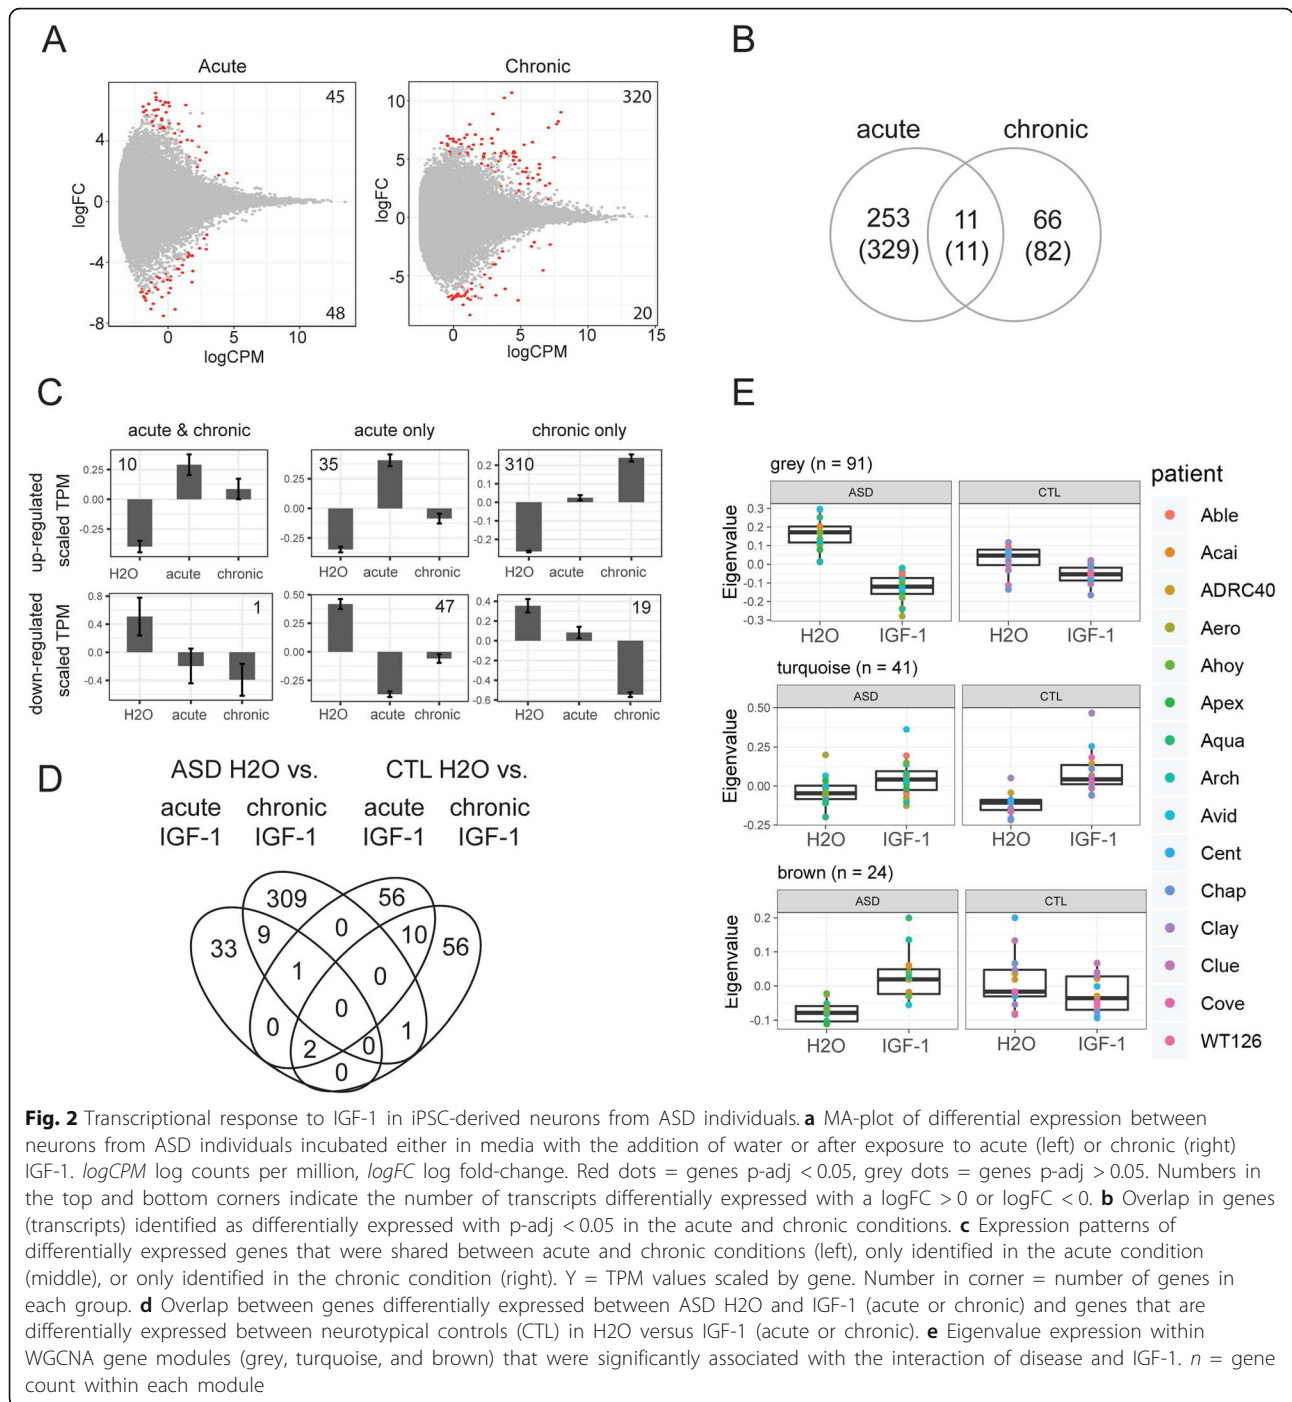 A
Acute
Chronic
45
320
4
0
-4
-8
logFC
48
0
5
10
logCPM
10
5
0
-5
logFC
20
0
5
10
15
logCPM
B
acute
chronic
253
(329)
11
(11)
66
(82)
C
acute & chronic
acute only
chronic only
up-regulated
scaled TPM
10
0.25
0.00
-0.25
H2O
acute
chronic
35
0.25
0.00
-0.25
H2O
acute
chronic
310
0.2
0.1
0.0
-0.1
-0.2
H2O
acute
chronic
down-regulated
scaled TPM
1
0.8
0.4
0.0
-0.4
H2O
acute
chronic
47
0.25
0.00
-0.25
H2O
acute
chronic
19
0.4
0.2
0.0
-0.2
-0.4
-0.6
H2O
acute
chronic
D
ASD H2O vs.
CTL H2O vs.
acute
IGF-1
chronic
IGF-1
acute
IGF-1
chronic
IGF-1
309
56
33
9
0
10
56
1
0
0
0
1
2
0
0
E
grey (n = 91)
ASD
CTL
Eigenvalue
0.3
0.2
0.1
0.0
-0.1
-0.2
-0.3
H2O
IGF-1
H2O
IGF-1
turquoise (n = 41)
ASD
CTL
Eigenvalue
0.50
0.25
0.00
-0.25
H2O
IGF-1
H2O
IGF-1
brown (n = 24)
ASD
CTL
Eigenvalue
0.2
0.1
0.0
-0.1
H2O
IGF-1
H2O
IGF-1
patient
Able
Acai
ADRC40
Aero
Ahoy
Apex
Aqua
Arch
Avid
Cent
Chap
Clay
Clue
Cove
WT126
Fig. 2 Transcriptional response to IGF-1 in iPSC-derived neurons from ASD individuals. a MA-plot of differential expression between
neurons from ASD individuals incubated either in media with the addition of water or after exposure to acute (left) or chronic (right)
IGF-1. logCPM log counts per million, logFC log fold-change. Red dots = genes p-adj < 0.05, grey dots = genes p-adj > 0.05. Numbers in
the top and bottom corners indicate the number of transcripts differentially expressed with a logFC > 0 or logFC < 0. b Overlap in genes
(transcripts) identified as differentially expressed with p-adj < 0.05 in the acute and chronic conditions. c Expression patterns of
differentially expressed genes that were shared between acute and chronic conditions (left), only identified in the acute condition
(middle), or only identified in the chronic condition (right). Y = TPM values scaled by gene. Number in corner = number of genes in
each group. d Overlap between genes differentially expressed between ASD H2O and IGF-1 (acute or chronic) and genes that are
differentially expressed between neurotypical controls (CTL) in H2O versus IGF-1 (acute or chronic). e Eigenvalue expression within
WGCNA gene modules (grey, turquoise, and brown) that were significantly associated with the interaction of disease and IGF-1. n = gene
count within each module